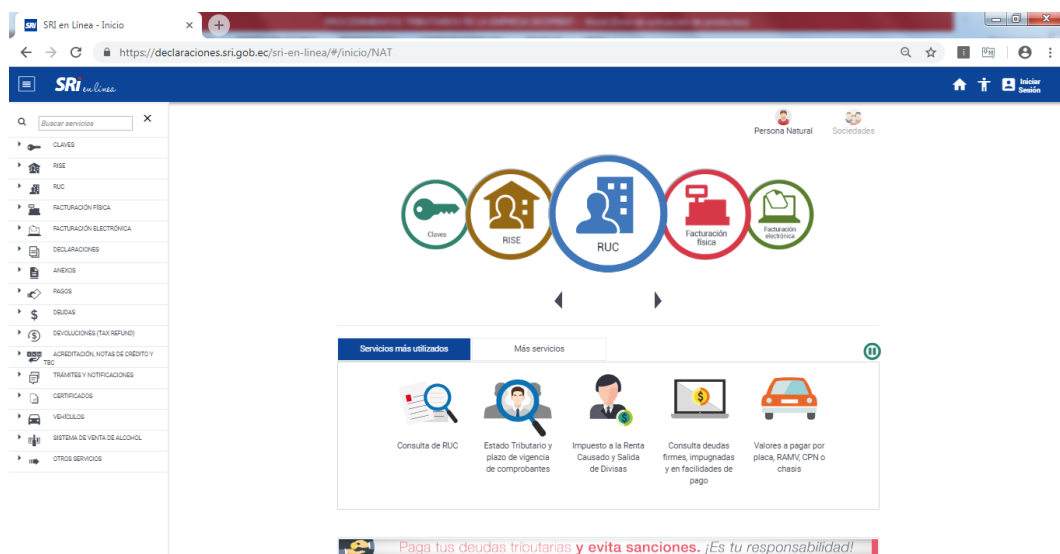 SRI en Línea - Inicio
https://declaraciones.sri.gob.ec/sri-en-linea/#/inicio/NAT
SRi en línea
Iniciar
Sesión
Buscar servicios
Persona Natural
Sociedades
CLAVES
RISE
RUC
FACTURACIÓN FÍSICA
FACTURACIÓN ELECTRÓNICA
DECLARACIONES
ANEXOS
PAGOS
DEUDAS
DEVOLUCIONES (TAX REFUND)
ACREDITACIÓN, NOTAS DE CRÉDITO Y
TBC
TRÁMITES Y NOTIFICACIONES
CERTIFICADOS
VEHÍCULOS
SISTEMA DE VENTA DE ALCOHOL
OTROS SERVICIOS
Claves
RISE
RUC
Facturación
física
Facturación
electrónica
Servicios más utilizados
Más servicios
Consulta de RUC
Estado Tributario y
plazo de vigencia
de comprobantes
Impuesto a la Renta
Causado y Salida
de Divisas
Consulta deudas
firmes, impugnadas
y en facilidades de
pago
Valores a pagar por
placa, RAMV, CPN o
chasis
Paga tus deudas tributarias y evita sanciones. ¡Es tu responsabilidad!